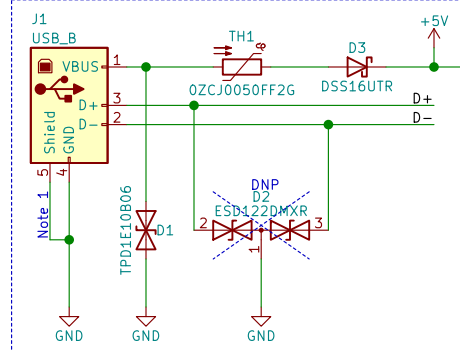 J1
USB_B
VBUS
1
D+
3
D-
2
Shield
GND
5
4
Note 1
TH1
0ZCJ0050FF2G
D3
DSS16UTR
+5V
D+
D-
TPD1E10B06
D1
DNP
D2
ESD122DMXR
2
3
1
GND
GND
GND